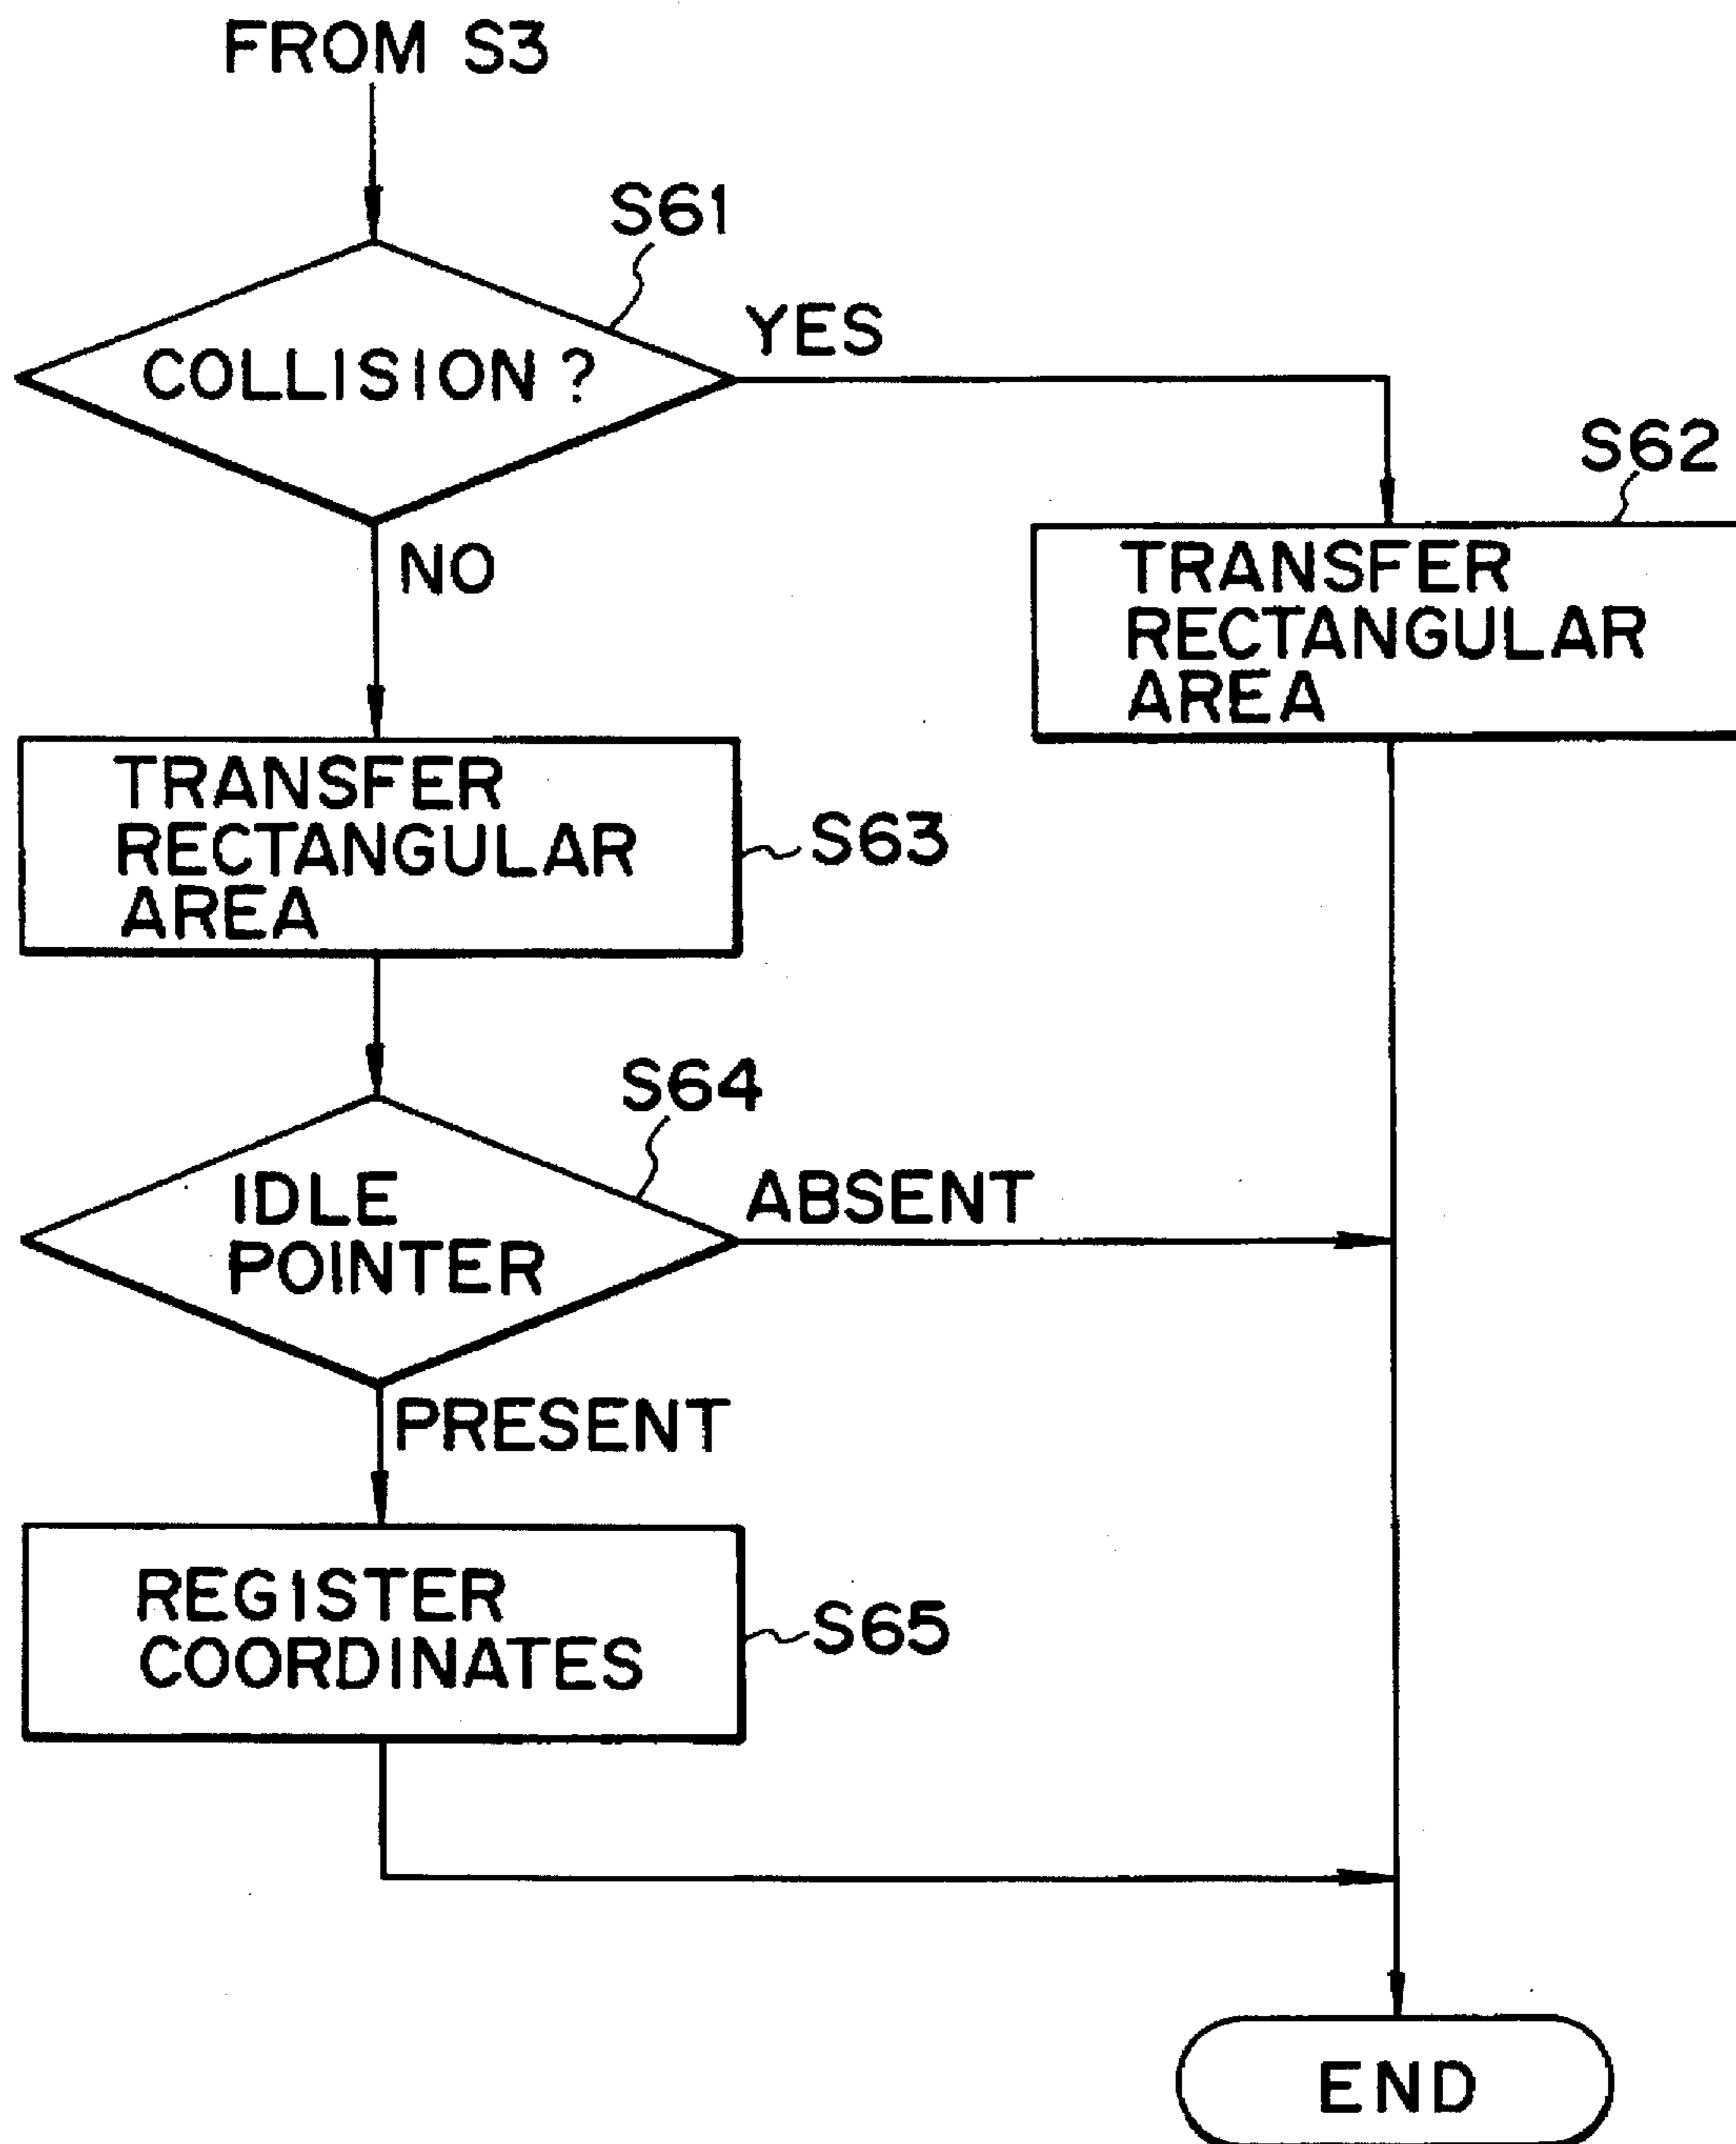 FROM S3
S61
COLLISION ?
YES
NO
S62
TRANSFER
RECTANGULAR
AREA
TRANSFER
RECTANGULAR
AREA
S63
S64
IDLE
POINTER
ABSENT
PRESENT
REGISTER
COORDINATES
S65
END